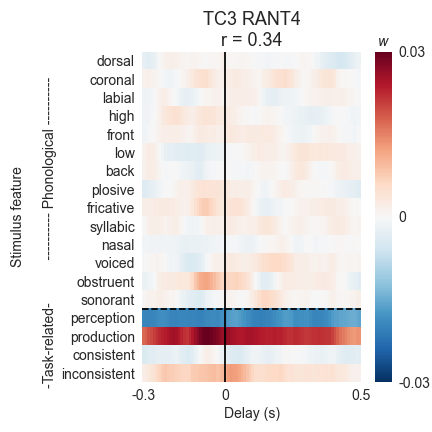 TC3 RANT4
r = 0.34
w
dorsal
coronal
labial
high
front
low
back
plosive
fricative
syllabic
nasal
voiced
obstruent
sonorant
perception
production
consistent
inconsistent
Stimulus feature
-Task-related-
----------- Phonological -----------
-0.3
0
0.5
Delay (s)
0.03
0
-0.03